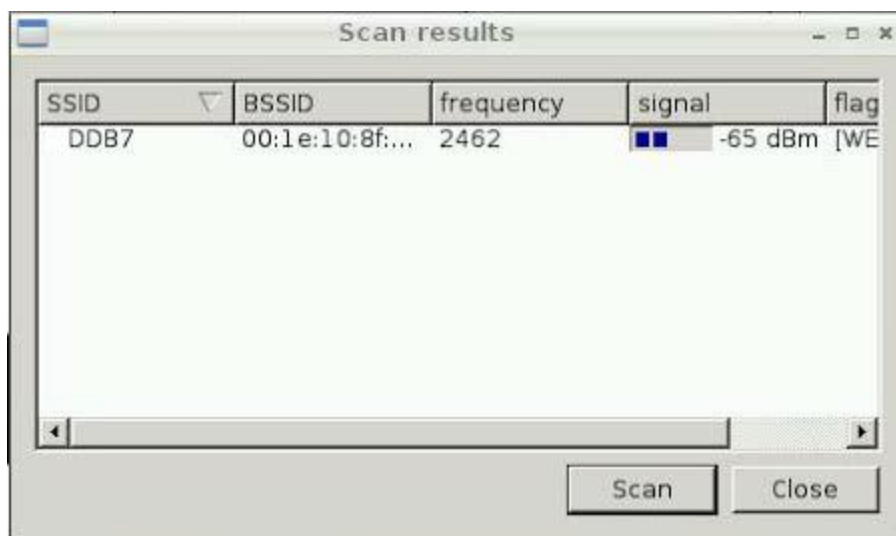 Scan results
SSID BSSID frequency signal flag
DDB7 00:1e:10:8f:... 2462 -65 dBm [WE
Scan Close